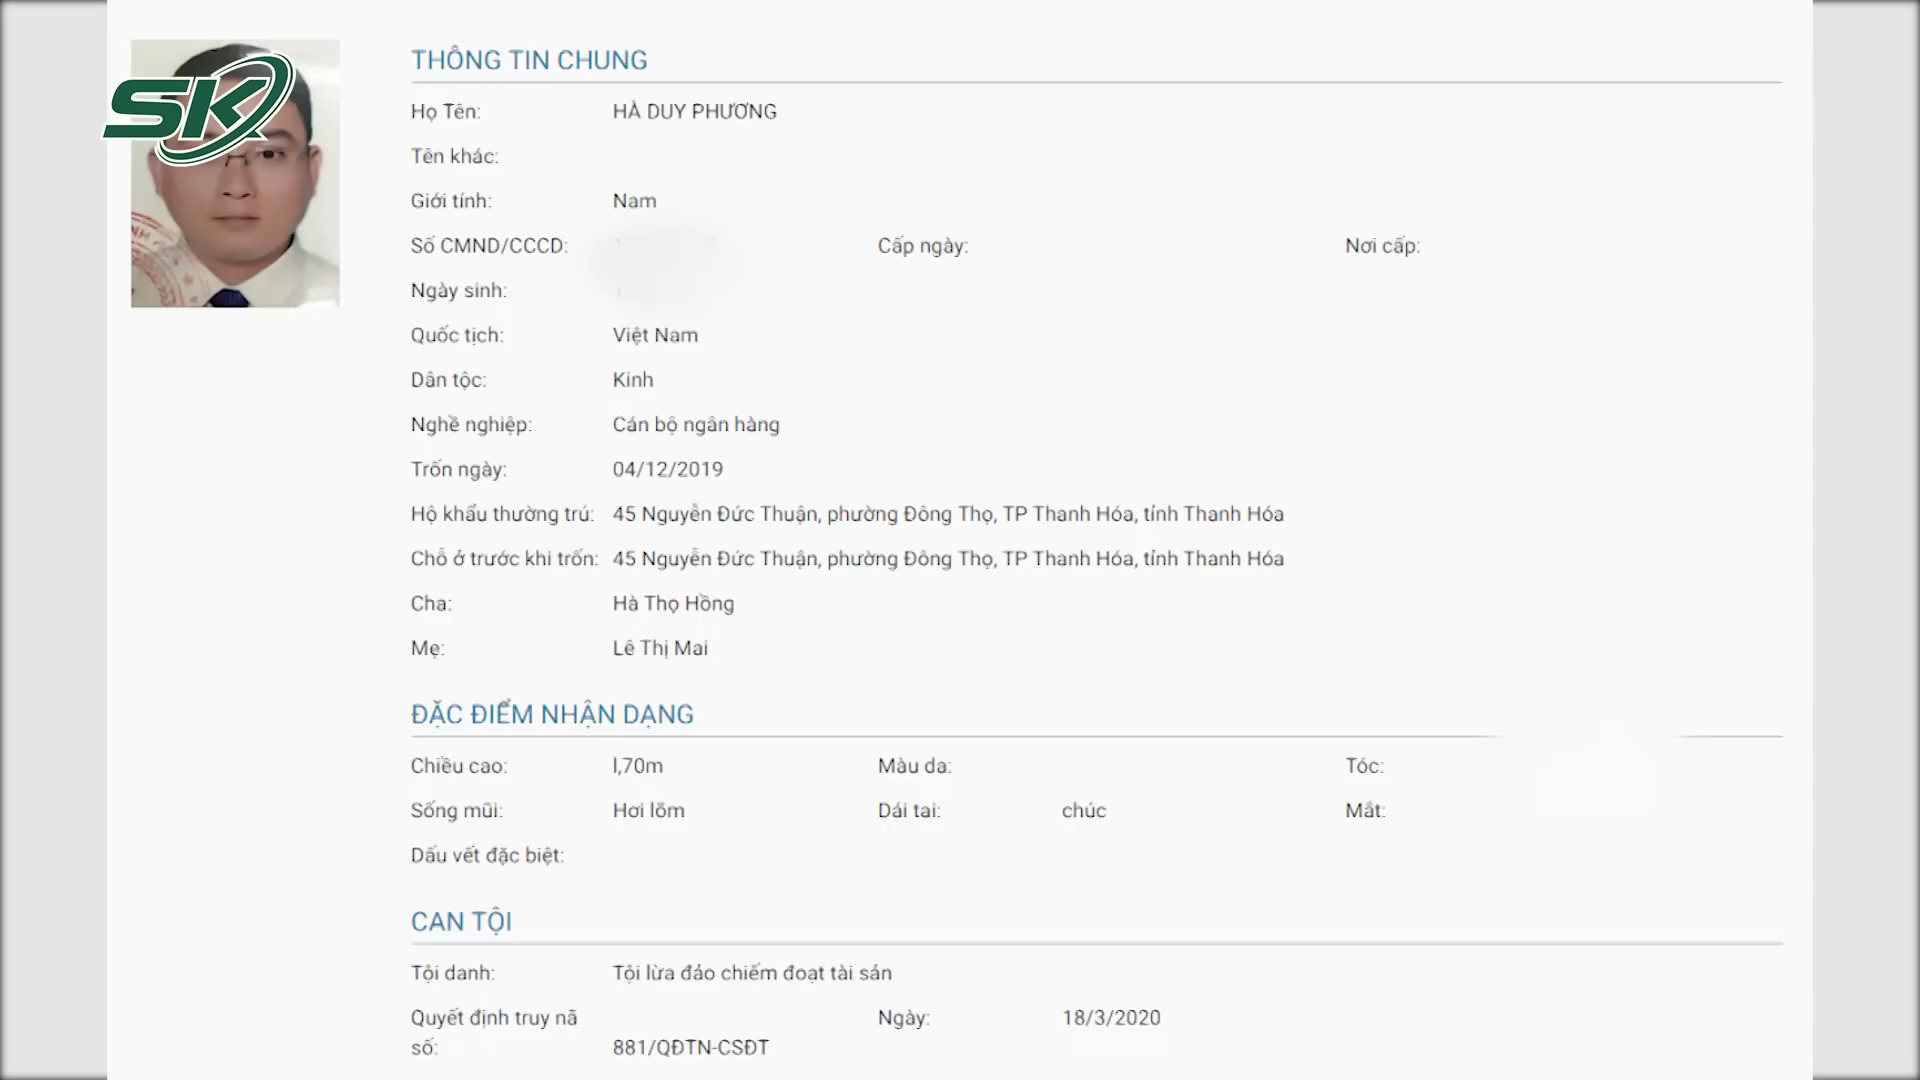 SK
THÔNG TIN CHUNG
Họ Tên: HÀ DUY PHƯƠNG
Tên khác:
Giới tính: Nam
Số CMND/CCCD: Cấp ngày: Nơi cấp:
Ngày sinh:
Quốc tịch: Việt Nam
Dân tộc: Kinh
Nghề nghiệp: Cán bộ ngân hàng
Trốn ngày: 04/12/2019
Hộ khẩu thường trú: 45 Nguyễn Đức Thuận, phường Đông Thọ, TP Thanh Hóa, tỉnh Thanh Hóa
Chỗ ở trước khi trốn: 45 Nguyễn Đức Thuận, phường Đông Thọ, TP Thanh Hóa, tỉnh Thanh Hóa
Cha: Hà Thọ Hồng
Mẹ: Lê Thị Mai
ĐẶC ĐIỂM NHẬN DẠNG
Chiều cao: l,70m Màu da: Tóc:
Sống mũi: Hơi lõm Dái tai: chúc Mắt:
Dấu vết đặc biệt:
CAN TỘI
Tội danh: Tội lừa đảo chiếm đoạt tài sản
Quyết định truy nã Ngày: 18/3/2020
số: 881/QĐTN-CSĐT